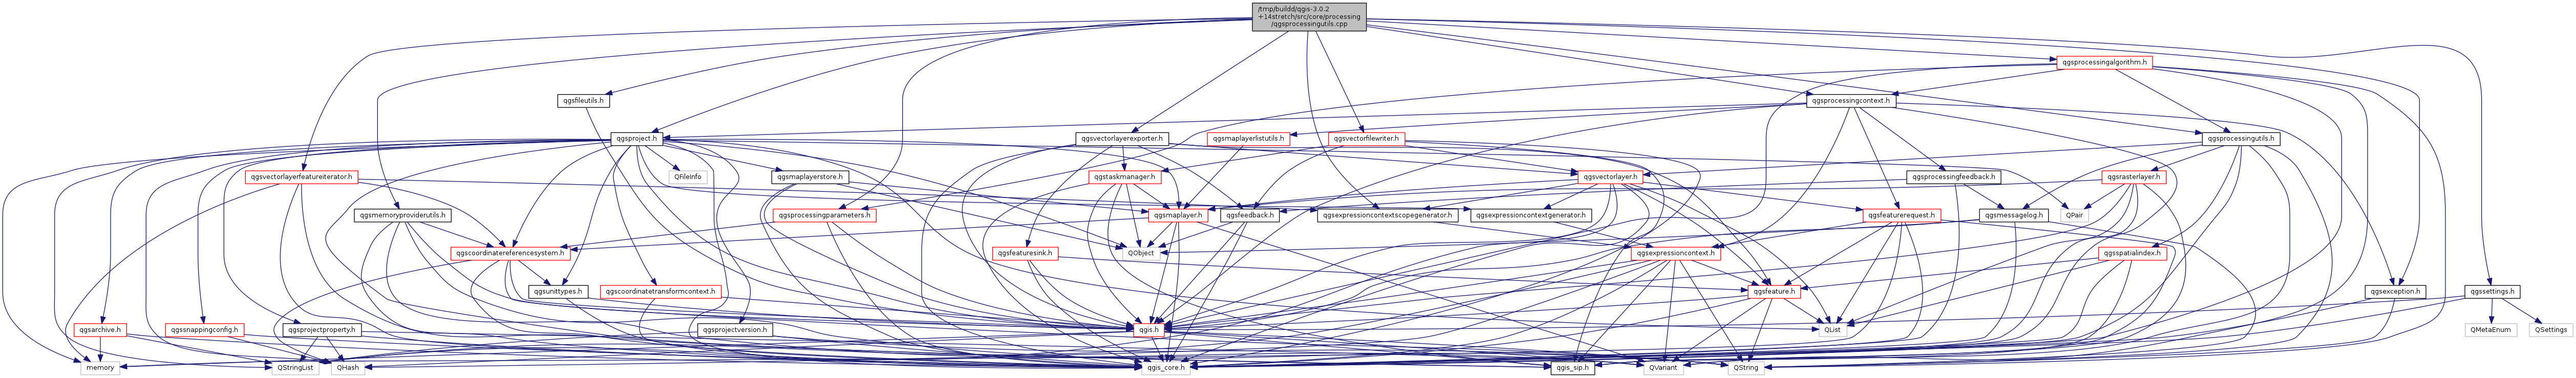 /tmp/buildd/qgis-3.0.2
+14stretch/src/core/processing
/qgsprocessingutils.cpp
qgsprocessingalgorithm.h
qgsfileutils.h
qgsprocessingcontext.h
qgsproject.h
qgsvectorlayerexporter.h
qgsmaplayerlistutils.h
qgsvectorfilewriter.h
qgsprocessingutils.h
qgsvectorlayerfeatureiterator.h
QFileInfo
qgsmaplayerstore.h
qgstaskmanager.h
qgsvectorlayer.h
qgsprocessingfeedback.h
qgsrasterlayer.h
qgsmemoryproviderutils.h
qgsprocessingparameters.h
qgsmaplayer.h
qgsfeedback.h
qgsexpressioncontextscopegenerator.h
qgsexpressioncontextgenerator.h
qgsfeaturerequest.h
qgsmessagelog.h
QPair
qgscoordinatereferencesystem.h
QObject
qgsfeaturesink.h
qgsexpressioncontext.h
qgsspatialindex.h
qgsunittypes.h
qgscoordinatetransformcontext.h
qgsfeature.h
qgsexception.h
qgssettings.h
qgsarchive.h
qgssnappingconfig.h
qgsprojectproperty.h
qgsprojectversion.h
qgis.h
QList
QMetaEnum
QSettings
memory
QStringList
QHash
qgis_core.h
qgis_sip.h
QVariant
QString